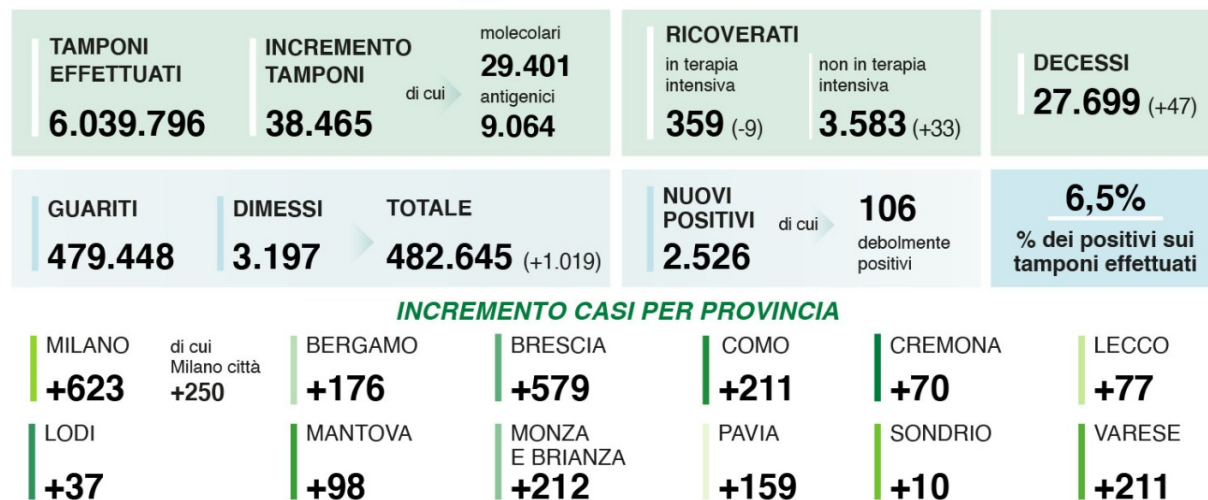 TAMPONI
EFFETTUATI
6.039.796
INCREMENTO
TAMPONI
38.465
di cui
molecolari
29.401
antigenici
9.064
RICOVERATI
in terapia
intensiva
359 (-9)
non in terapia
intensiva
3.583 (+33)
DECESSI
27.699 (+47)
GUARITI
479.448
DIMESSI
3.197
TOTALE
482.645 (+1.019)
NUOVI
POSITIVI
2.526
di cui
106
debolmente
positivi
6,5%
% dei positivi sui
tamponi effettuati
INCREMENTO CASI PER PROVINCIA
MILANO
+623
di cui
Milano città
+250
BERGAMO
+176
BRESCIA
+579
COMO
+211
CREMONA
+70
LECCO
+77
LODI
+37
MANTOVA
+98
MONZA
E BRIANZA
+212
PAVIA
+159
SONDRIO
+10
VARESE
+211